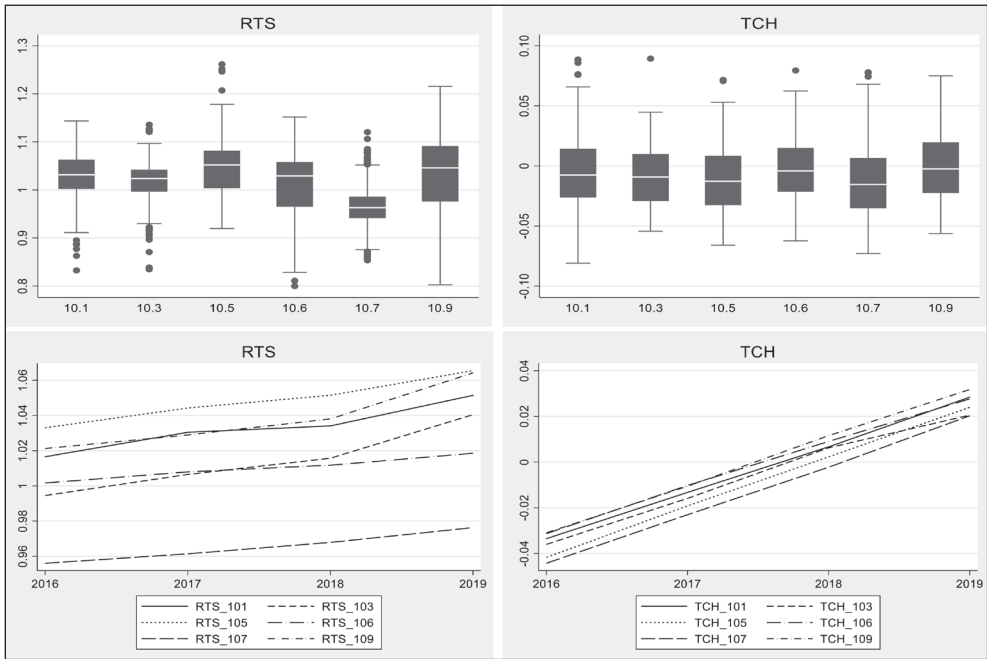 RTS
1.3
1.2
1.1
1
0.9
0.8
10.1 10.3 10.5 10.6 10.7 10.9
TCH
0.10
0.05
0
-0.05
-0.10
10.1 10.3 10.5 10.6 10.7 10.9
RTS
1.06
1.04
1.02
1
0.98
0.96
2016 2017 2018 2019
RTS_101 RTS_103
RTS_105 RTS_106
RTS_107 RTS_109
TCH
0.04
0.02
0
-0.02
-0.04
2016 2017 2018 2019
TCH_101 TCH_103
TCH_105 TCH_106
TCH_107 TCH_109